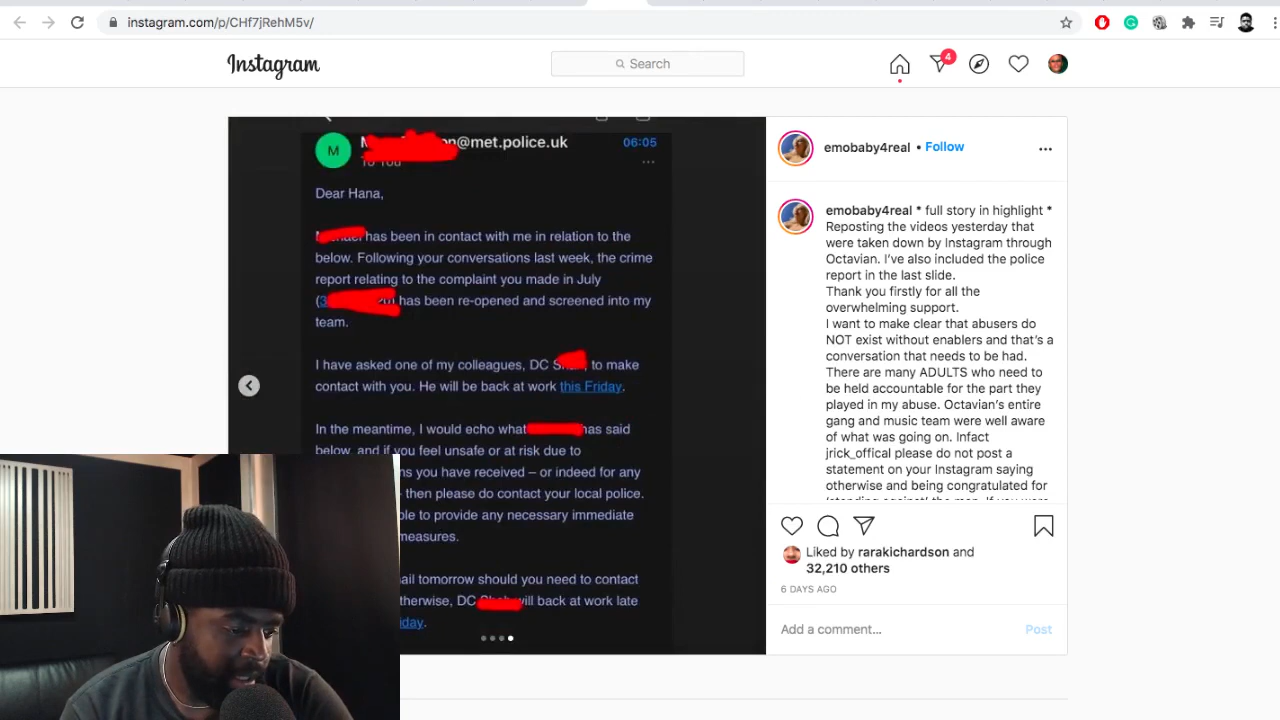 instagram.com/p/CHf7jRehM5v/
Instagram
Search
4
M
on@met.police.uk
06:05
To You
Dear Hana,
has been in contact with me in relation to the
below. Following your conversations last week, the crime
report relating to the complaint you made in July
(3 has been re-opened and screened into my
team.
I have asked one of my colleagues, DC to make
contact with you. He will be back at work this Friday.
In the meantime, I would echo what has said
below, and if you feel unsafe or at risk due to
ns you have received – or indeed for any
- then please do contact your local police.
ble to provide any necessary immediate
measures.
ail tomorrow should you need to contact
therwise, DC will back at work late
iday.
emobaby4real • Follow
emobaby4real * full story in highlight *
Reposting the videos yesterday that
were taken down by Instagram through
Octavian. I've also included the police
report in the last slide.
Thank you firstly for all the
overwhelming support.
I want to make clear that abusers do
NOT exist without enablers and that's a
conversation that needs to be had.
There are many ADULTS who need to
be held accountable for the part they
played in my abuse. Octavian's entire
gang and music team were well aware
of what was going on. Infact
jrick_offical please do not post a
statement on your Instagram saying
otherwise and being congratulated for
Liked by rarakichardson and
32,210 others
6 DAYS AGO
Add a comment...
Post